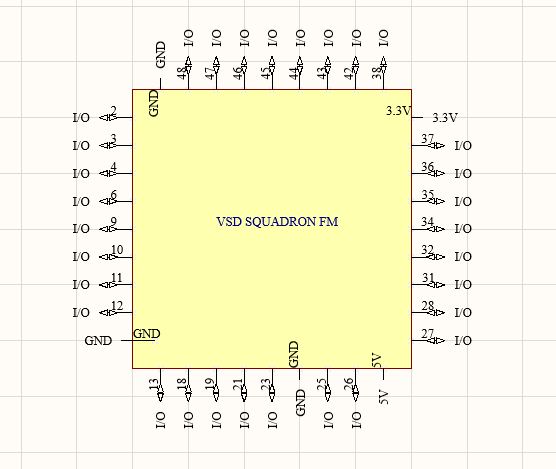 GND I/O I/O I/O I/O I/O I/O I/O I/O
48 47 46 45 44 43 42 38
GND 3.3V 3.3V
I/O 2
37 I/O
I/O 3
36 I/O
I/O 4
35 I/O
I/O 6
VSD SQUADRON FM
34 I/O
I/O 9
32 I/O
I/O 10
31 I/O
I/O 11
28 I/O
I/O 12
27 I/O
GND GND
GND 5V
13 18 19 21 23 25 26
I/O I/O I/O I/O I/O GND I/O I/O 5V